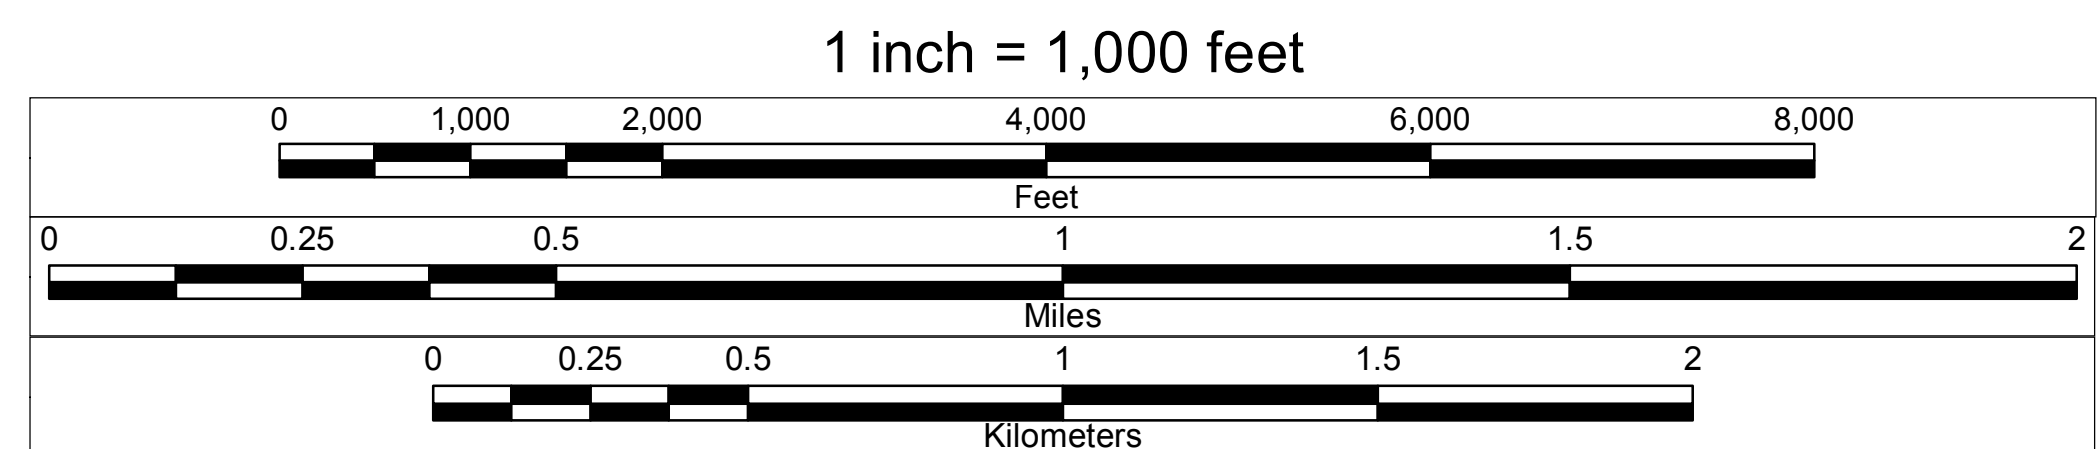 1 inch = 1,000 feet
0 1,000 2,000 4,000 6,000 8,000
Feet
0 0.25 0.5 1 1.5 2
Miles
0 0.25 0.5 1 1.5 2
Kilometers